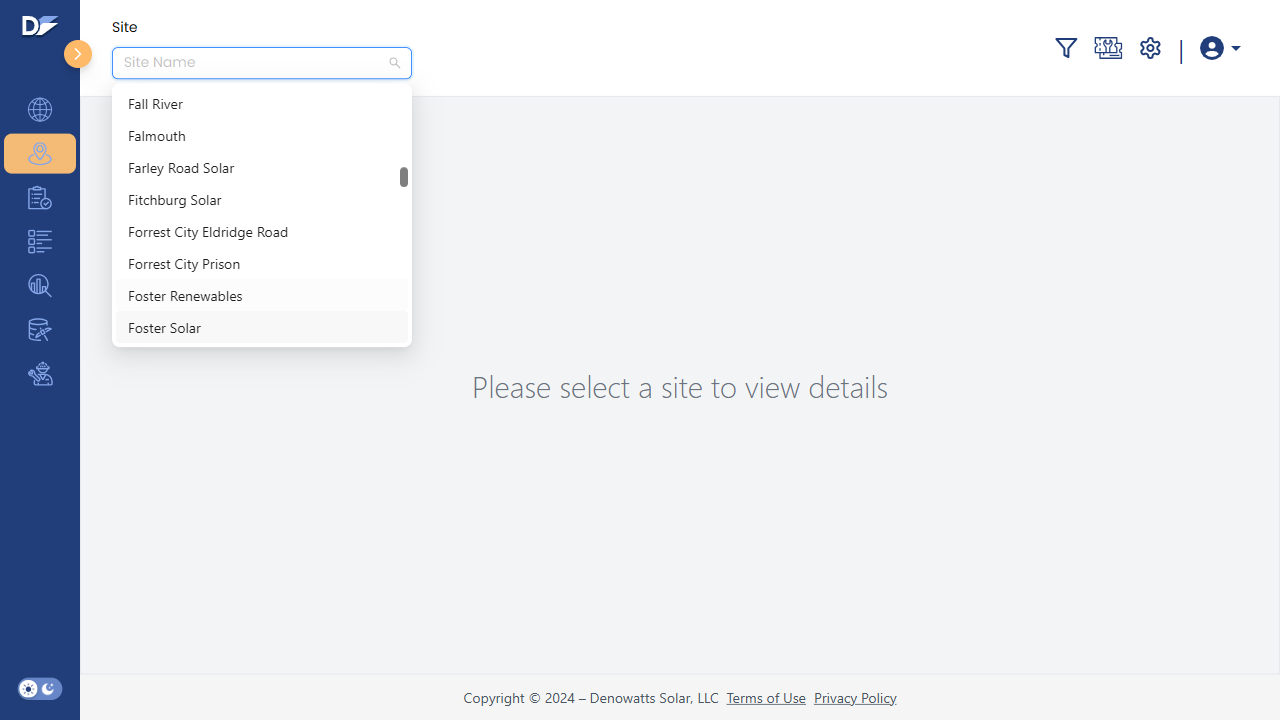 Site
Site Name
Fall River
Falmouth
Farley Road Solar
Fitchburg Solar
Forrest City Eldridge Road
Forrest City Prison
Foster Renewables
Foster Solar
Please select a site to view details
Copyright © 2024 – Denowatts Solar, LLC Terms of Use Privacy Policy